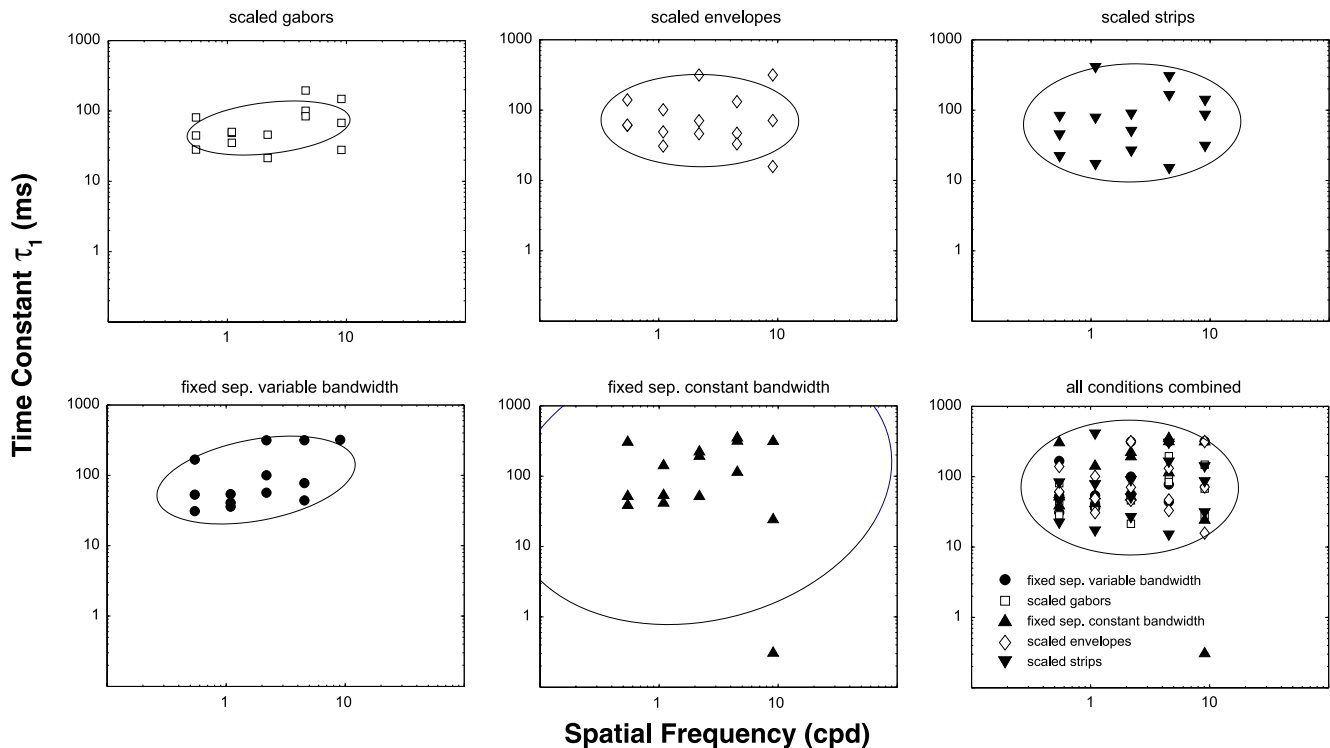 scaled gabors
scaled envelopes
scaled strips
1000
100
10
1
1
10
1000
100
10
1
1
10
1000
100
10
1
1
10
Time Constant τ1 (ms)
fixed sep. variable bandwidth
fixed sep. constant bandwidth
all conditions combined
1000
100
10
1
1
10
1000
100
10
1
1
10
1000
100
10
1
fixed sep. variable bandwidth
scaled gabors
fixed sep. constant bandwidth
scaled envelopes
scaled strips
1
10
Spatial Frequency (cpd)